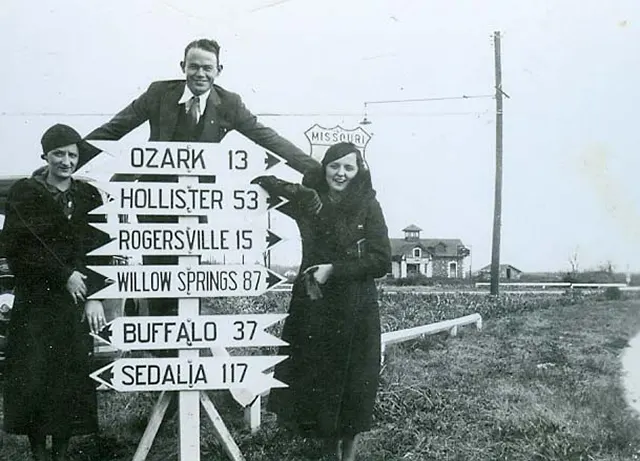 MISSOURI
OZARK 13
HOLLISTER 53
ROGERSVILLE 15
WILLOW SPRINGS 87
BUFFALO 37
SEDALIA 117